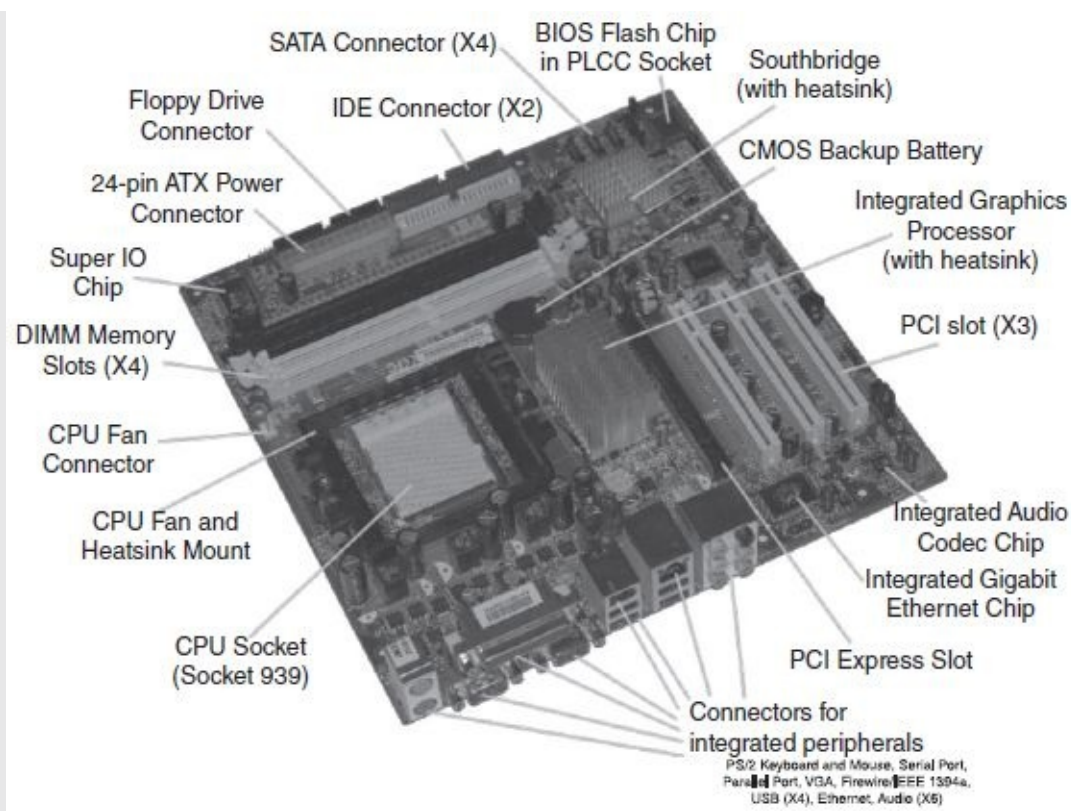 SATA Connector (X4)
BIOS Flash Chip
in PLCC Socket
Southbridge
(with heatsink)
Floppy Drive
Connector
IDE Connector (X2)
CMOS Backup Battery
24-pin ATX Power
Connector
Integrated Graphics
Processor
(with heatsink)
Super IO
Chip
DIMM Memory
Slots (X4)
PCI slot (X3)
CPU Fan
Connector
CPU Fan and
Heatsink Mount
Integrated Audio
Codec Chip
Integrated Gigabit
Ethernet Chip
CPU Socket
(Socket 939)
PCI Express Slot
Connectors for
integrated peripherals
PS/2 Keyboard and Mouse, Serial Port,
Parallel Port, VGA, Firewire/IEEE 1394a,
USB (X4), Ethernet, Audio (X6)